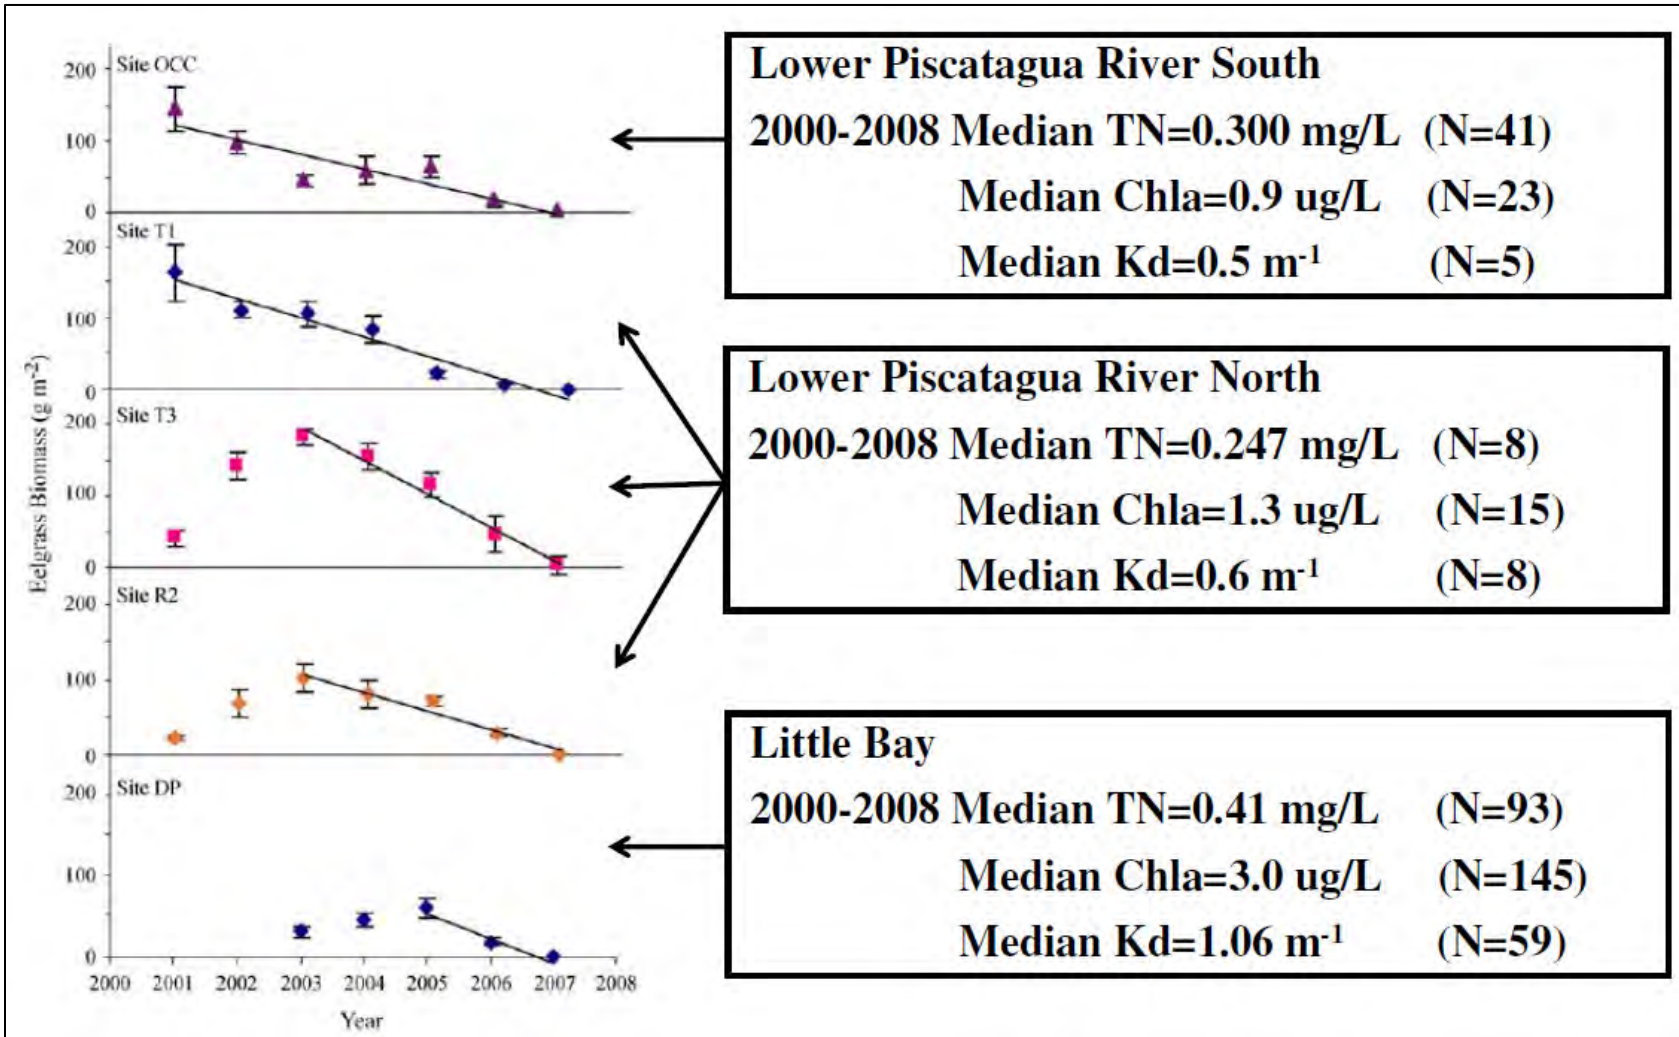 Eelgrass Biomass (g m⁻²)
Site OCC
200
100
0
Site T1
200
100
0
Site T3
200
100
0
Site R2
200
100
0
Site DP
200
100
0
2000 2001 2002 2003 2004 2005 2006 2007 2008
Year
Lower Piscatagua River South
2000-2008 Median TN=0.300 mg/L (N=41)
Median Chla=0.9 ug/L (N=23)
Median Kd=0.5 m⁻¹ (N=5)
Lower Piscatagua River North
2000-2008 Median TN=0.247 mg/L (N=8)
Median Chla=1.3 ug/L (N=15)
Median Kd=0.6 m⁻¹ (N=8)
Little Bay
2000-2008 Median TN=0.41 mg/L (N=93)
Median Chla=3.0 ug/L (N=145)
Median Kd=1.06 m⁻¹ (N=59)